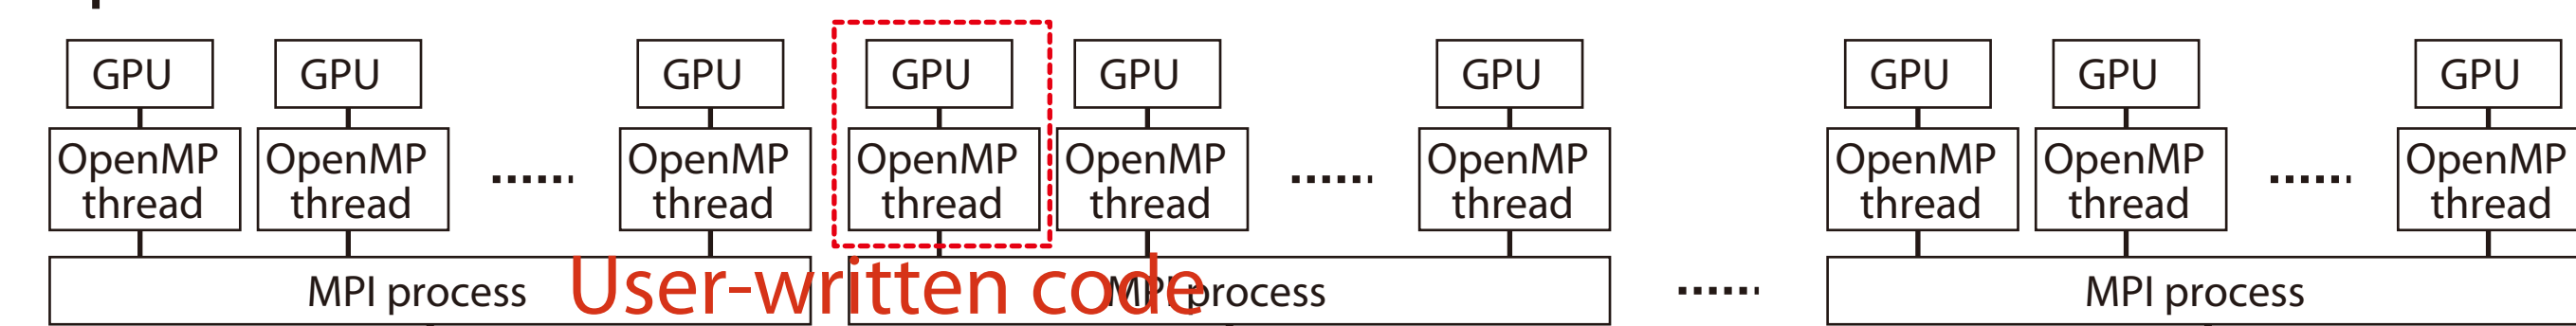 GPU GPU GPU GPU GPU GPU GPU GPU GPU
OpenMP OpenMP ...... OpenMP OpenMP OpenMP ...... OpenMP OpenMP OpenMP ...... OpenMP
thread thread thread thread thread thread thread thread thread
MPI process User-written code MPI process ...... MPI process